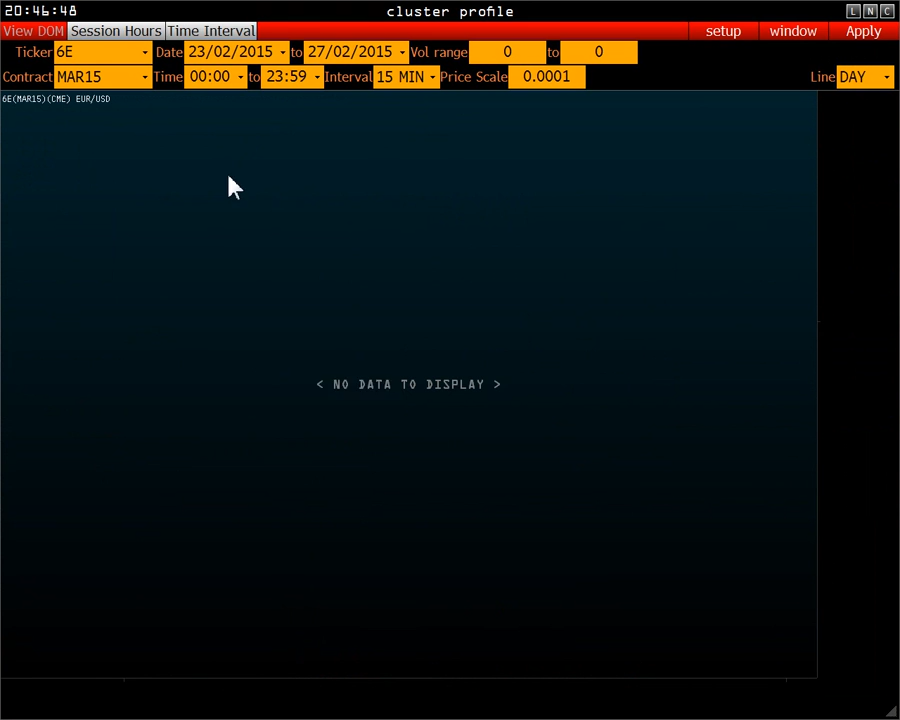 20:46:48 cluster profile L N C
View DOM Session Hours Time Interval setup window Apply
Ticker 6E Date 23/02/2015 to 27/02/2015 Vol range 0 to 0
Contract MAR15 Time 00:00 to 23:59 Interval 15 MIN Price Scale 0.0001 Line DAY
6E(MAR15)(CME) EUR/USD
< NO DATA TO DISPLAY >